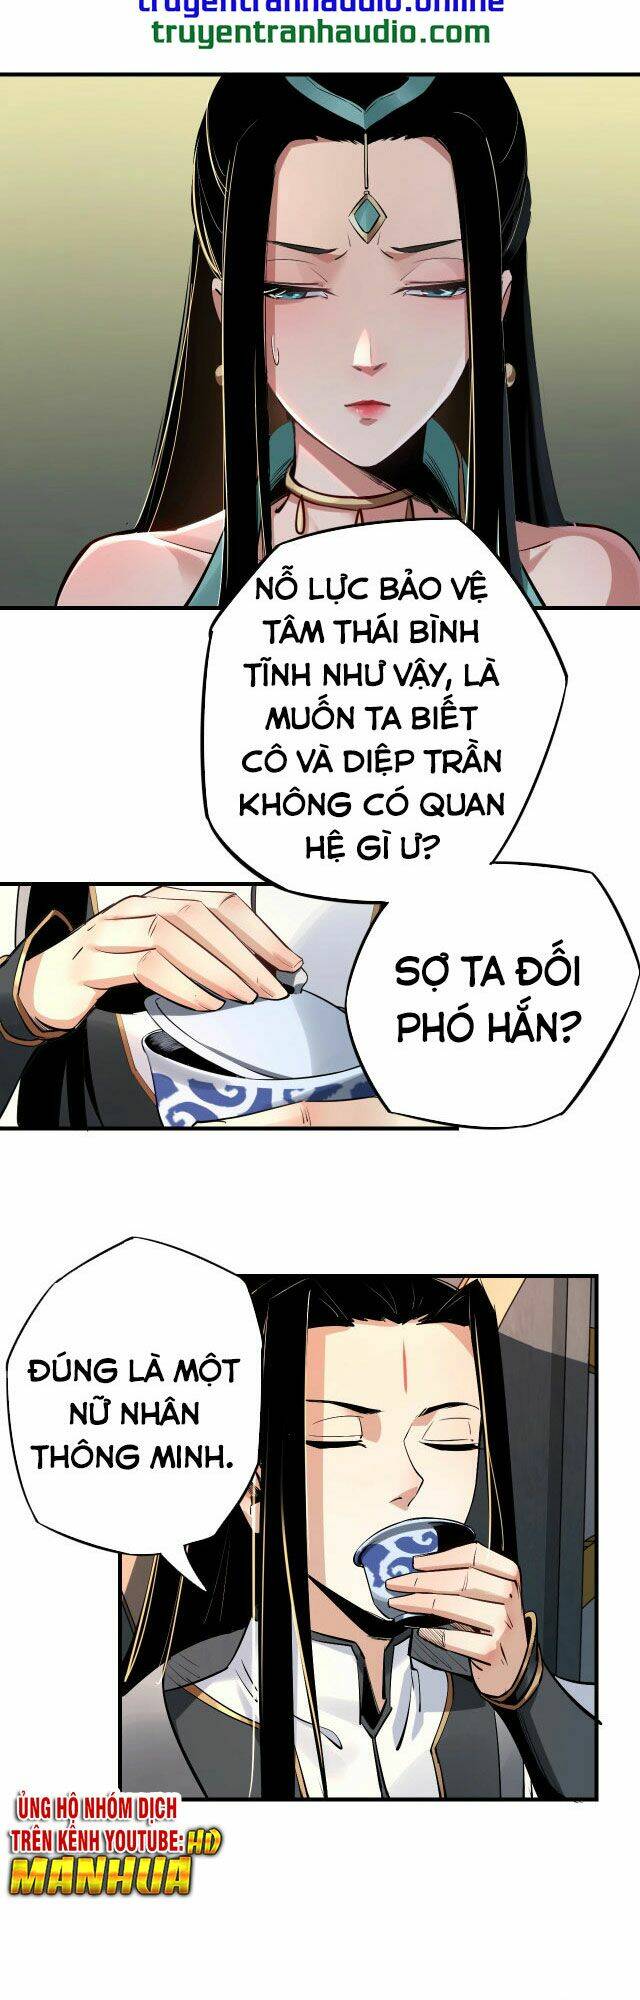 truyentranhaudio.online
truyentranhaudio.com
NỖ LỰC BẢO VỆ
TÂM THÁI BÌNH
TĨNH NHƯ VẬY, LÀ
MUỐN TA BIẾT
CÔ VÀ DIỆP TRẦN
KHÔNG CÓ QUAN
HỆ GÌ Ư?
SỢ TA ĐỐI
PHÓ HẮN?
ĐÚNG LÀ MỘT
NỮ NHÂN
THÔNG MINH.
ỦNG HỘ NHÓM DỊCH
TRÊN KÊNH YOUTUBE: HD
MANHUA